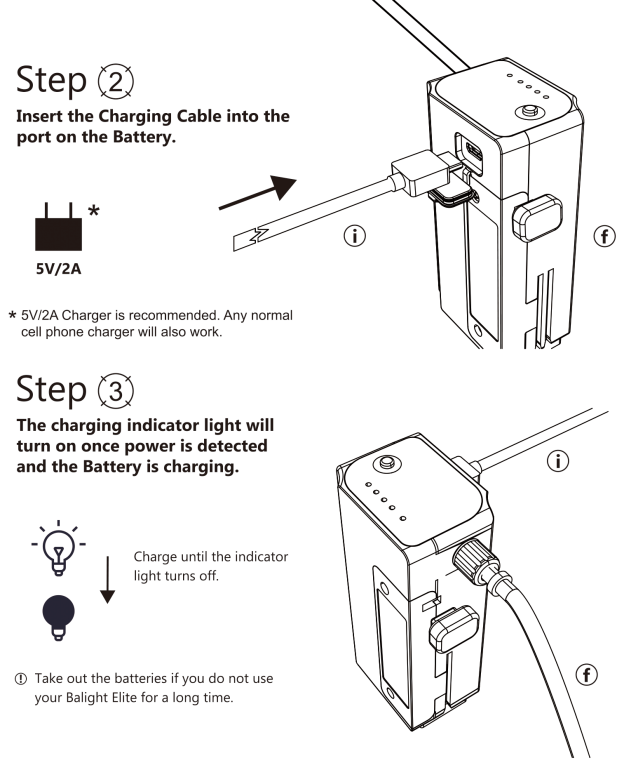 Step 2
Insert the Charging Cable into the
port on the Battery.
*
5V/2A
i
f
* 5V/2A Charger is recommended. Any normal
cell phone charger will also work.
Step 3
The charging indicator light will
turn on once power is detected
and the Battery is charging.
i
Charge until the indicator
light turns off.
f
! Take out the batteries if you do not use
your Balight Elite for a long time.